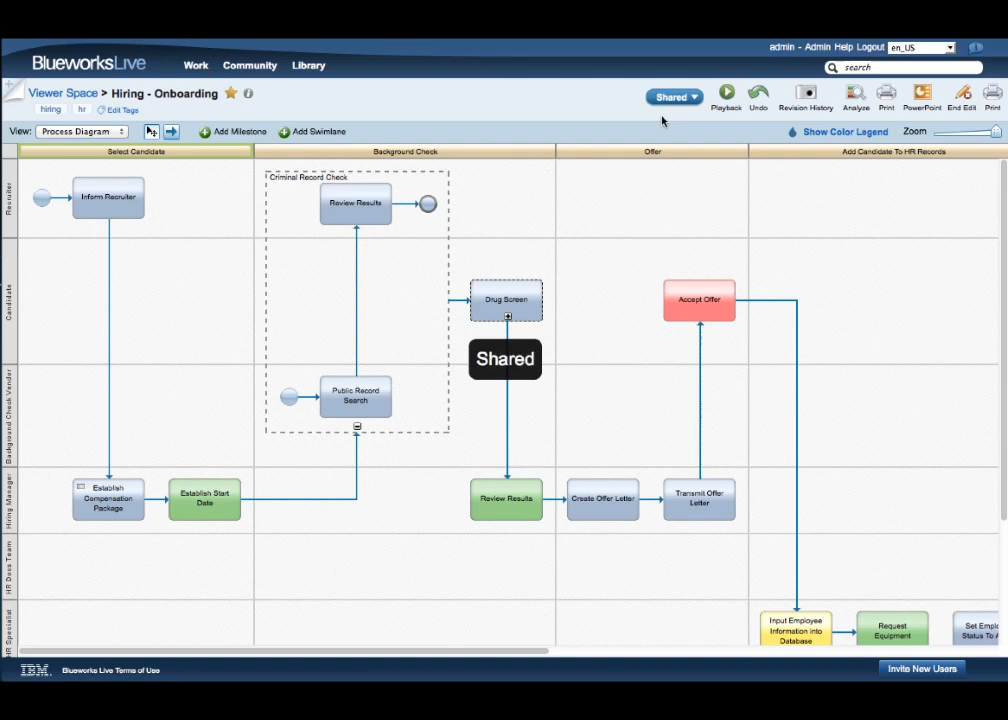 admin - Admin Help Logout en_US
BlueworksLive
Work Community Library
search
Viewer Space > Hiring - Onboarding
Shared
Playback Undo Revision History Analyze Print PowerPoint End Edit Print
hiring hr Edit Tags
View: Process Diagram
Add Milestone
Add Swimlane
Show Color Legend
Zoom
Select Candidate
Background Check
Offer
Add Candidate To HR Records
Recruiter
Criminal Record Check
Inform Recruiter
Review Results
Candidate
Drug Screen
Accept Offer
Shared
Background Check Vendor
Public Record
Search
Hiring Manager
Establish
Compensation
Package
Establish Start
Date
Review Results
Create Offer Letter
Transmit Offer
Letter
HR Docs Team
HR Specialist
Input Employee
Information into
Database
Request
Equipment
Set Emplo
Status To A
IBM.
Blueworks Live Terms of Use
Invite New Users